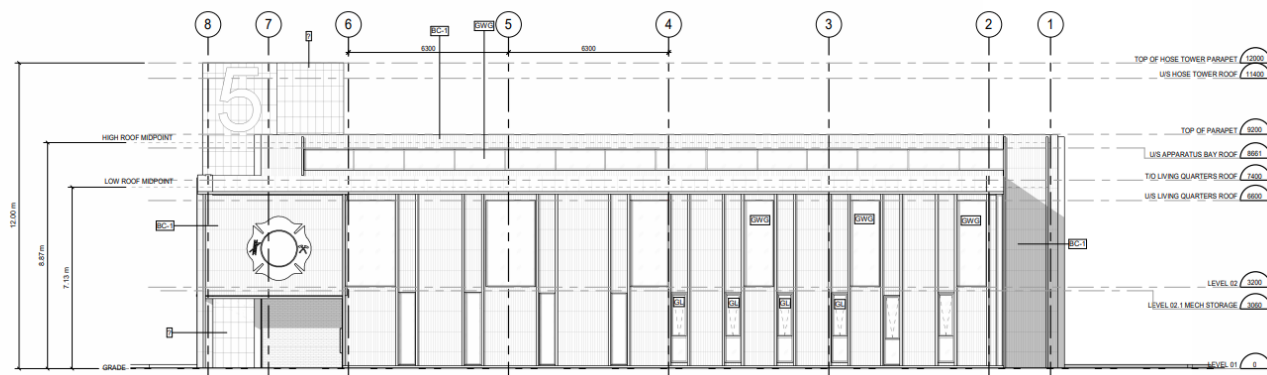 8
7
6
5
4
3
2
1
BC-1
GWG
?
6300
6300
TOP OF HOSE TOWER PARAPET 12000
U/S HOSE TOWER ROOF 11400
5
HIGH ROOF MIDPOINT
TOP OF PARAPET 9200
U/S APPARATUS BAY ROOF 8661
LOW ROOF MIDPOINT
T/O LIVING QUARTERS ROOF 7400
U/S LIVING QUARTERS ROOF 6600
12.00 m
8.87 m
7.13 m
BC-1
GWG
GWG
GWG
BC-1
LEVEL 02 3200
LEVEL 02.1 MECH STORAGE 3060
GL
GL
GL
GL
?
GRADE
LEVEL 01 0